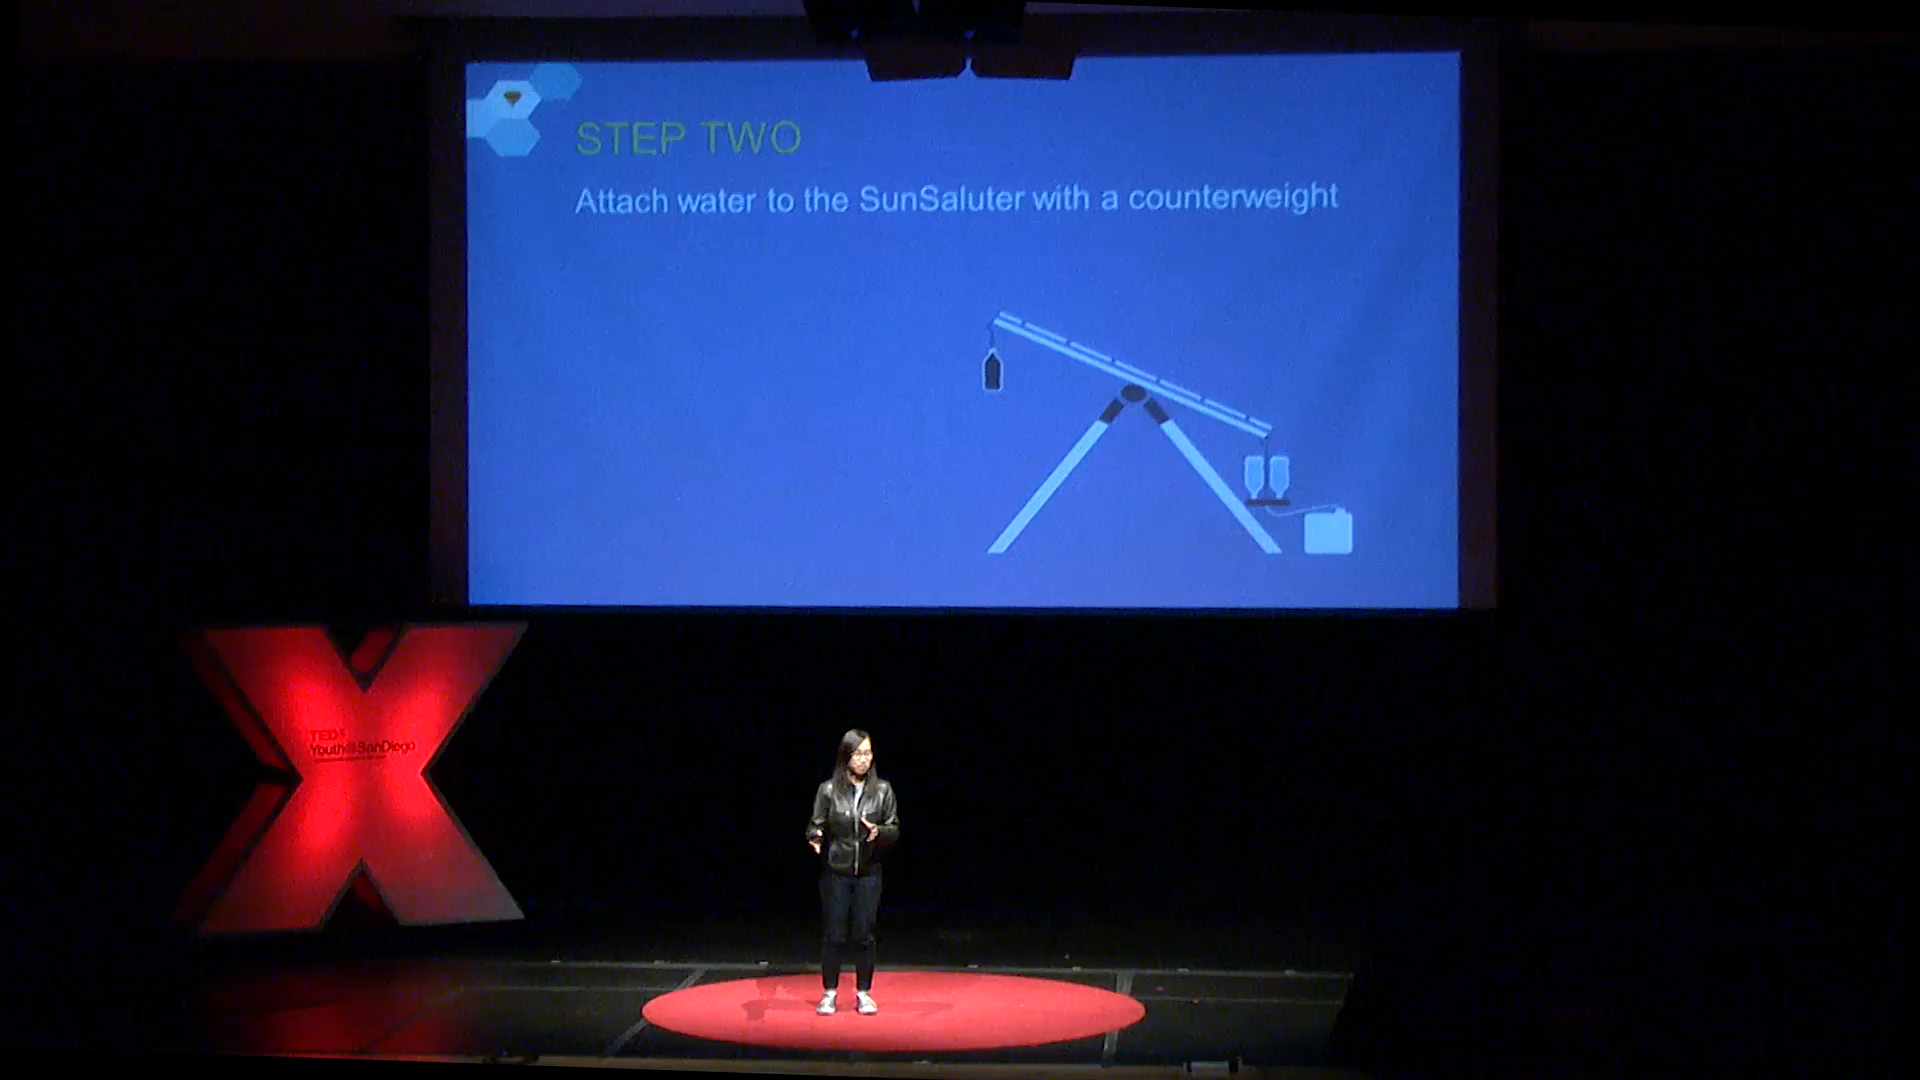 STEP TWO
Attach water to the SunSaluter with a counterweight
TEDx
Youth@SanDiego